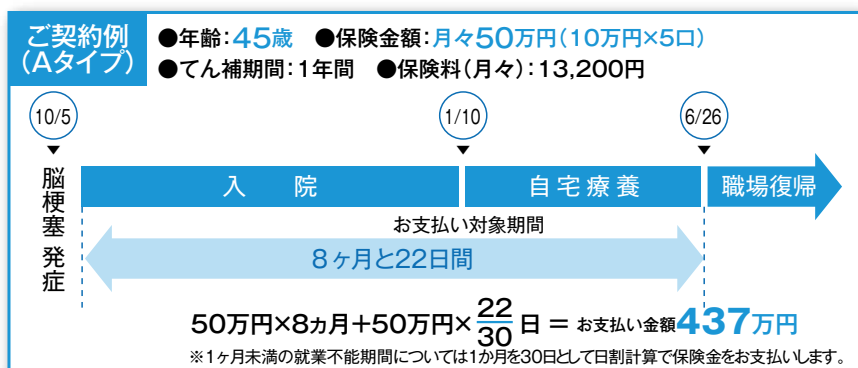 ご契約例
(Aタイプ)
●年齢:45歳 ●保険金額:月々50万円(10万円×5口)
●てん補期間:1年間 ●保険料(月々):13,200円
10/5
1/10
6/26
脳梗塞 発症
入院
自宅療養
職場復帰
お支払い対象期間
8ヶ月と22日間
50万円×8ヵ月+50万円×22/30日 = お支払い金額437万円
※1ヶ月未満の就業不能期間については1か月を30日として日割計算で保険金をお支払いします。